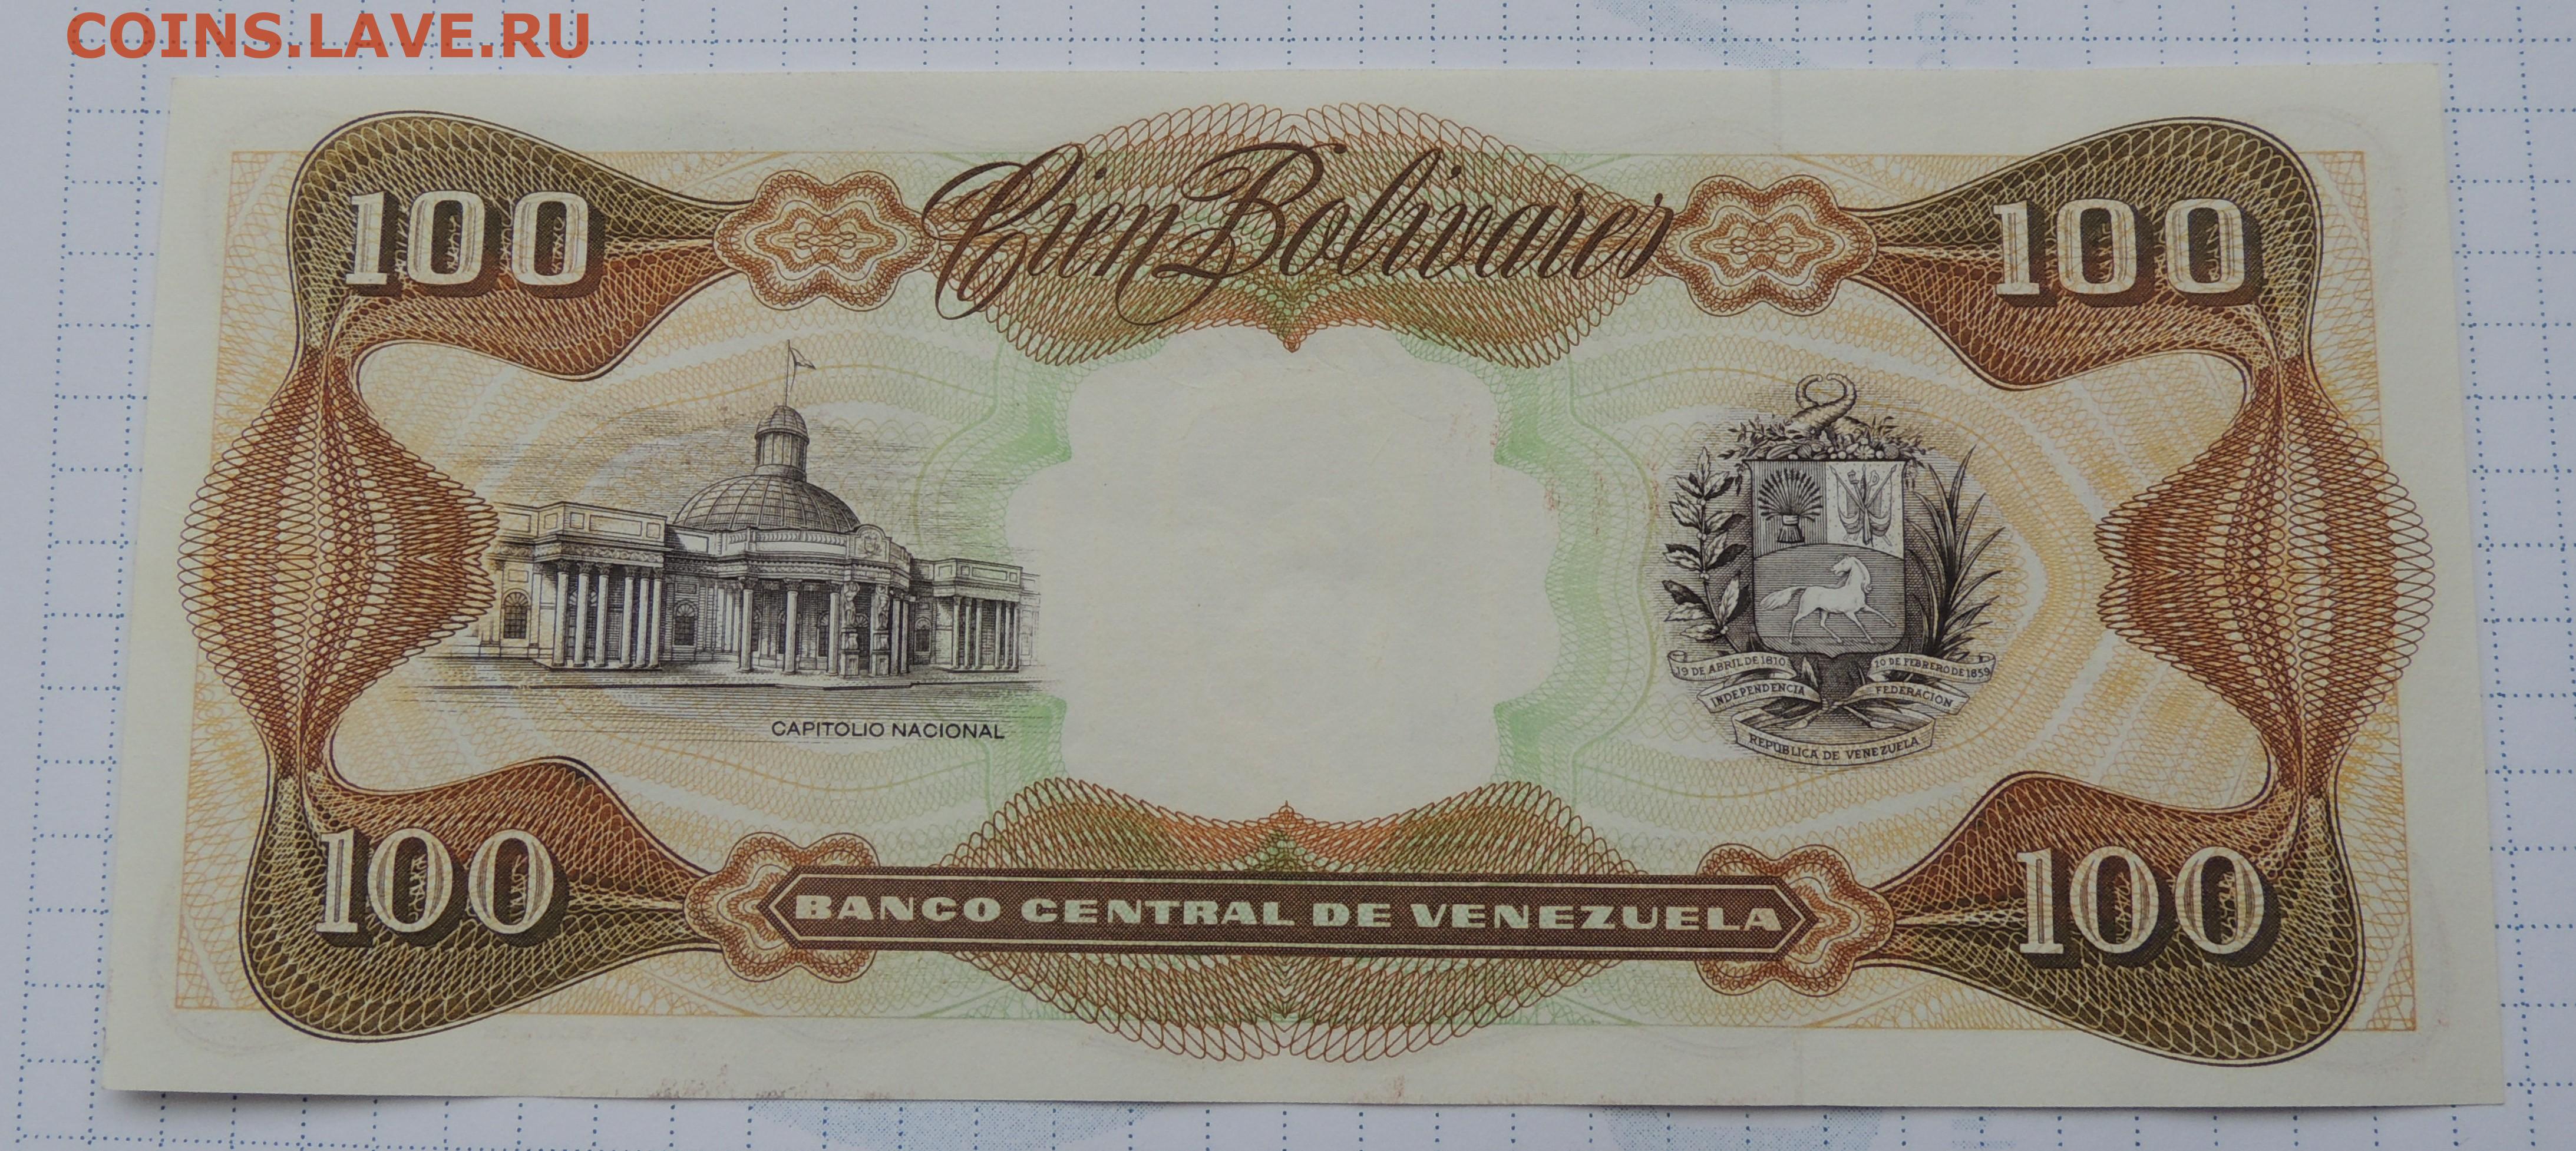 COINS.LAVE.RU
100
Cien Bolivares
100
19 DE ABRIL DE 1810
20 DE FEBRERO DE 1859
INDEPENDENCIA
FEDERACION
REPUBLICA DE VENEZUELA
CAPITOLIO NACIONAL
100
BANCO CENTRAL DE VENEZUELA
100